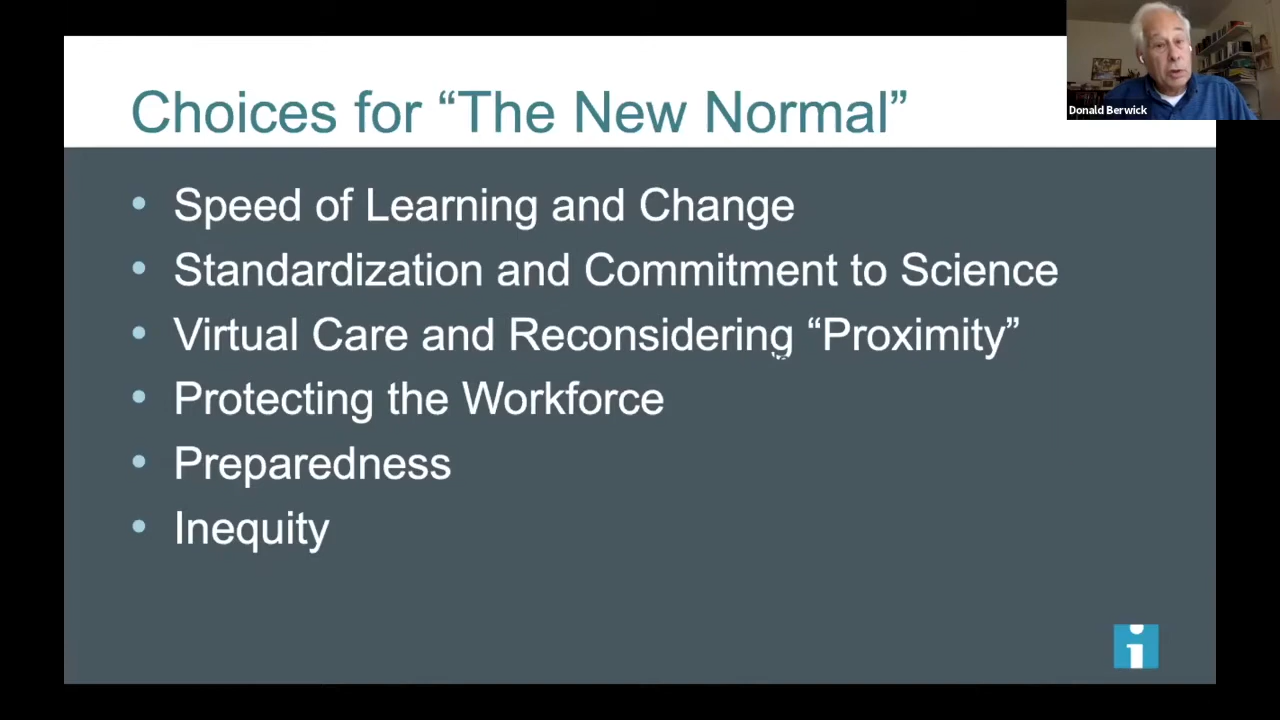 Choices for “The New Normal”
Donald Berwick
• Speed of Learning and Change
• Standardization and Commitment to Science
• Virtual Care and Reconsidering “Proximity”
• Protecting the Workforce
• Preparedness
• Inequity
i